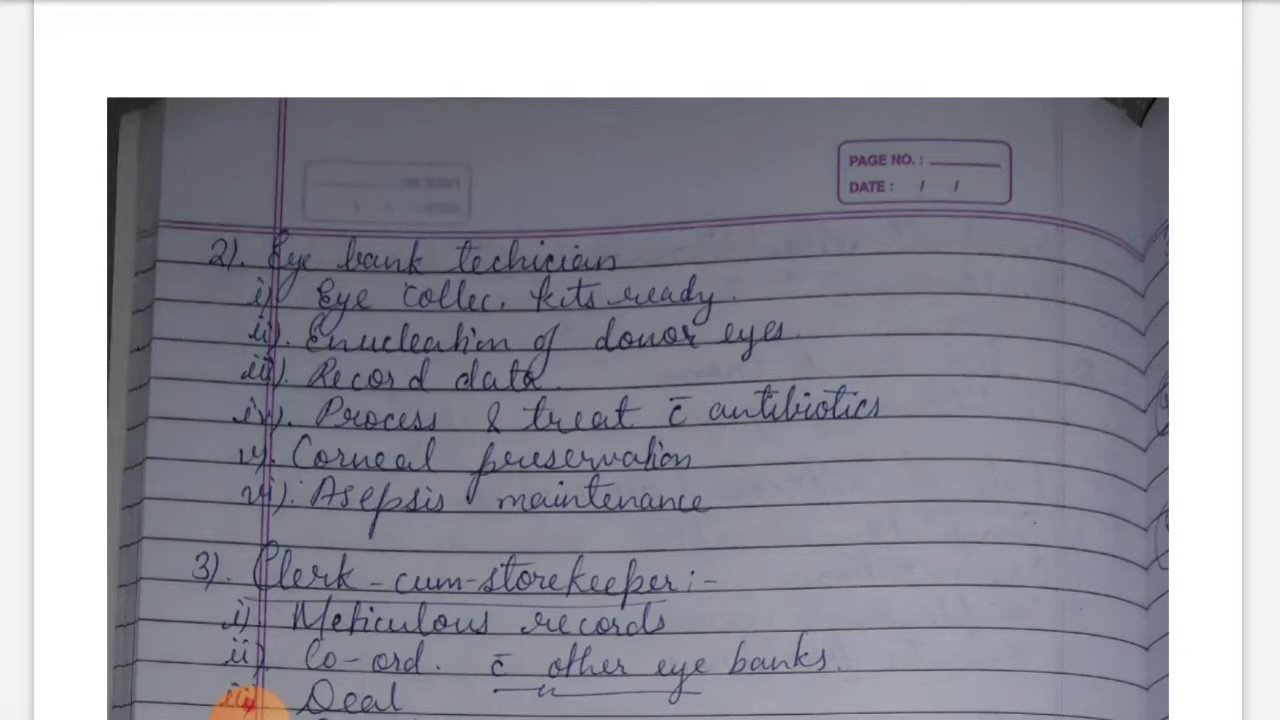 PAGE NO. :
DATE : / /
2). Eye bank techician
i) Eye collec. kits ready.
ii). Enucleation of donor eyes.
iii). Record data.
iv). Process & treat c̄ antibiotics
v). Corneal preservation
vi). Asepsis maintenance
3). Clerk-cum-storekeeper:-
i) Meticulous records
ii) Co-ord. c̄ other eye banks.
iii) Deal ——"——